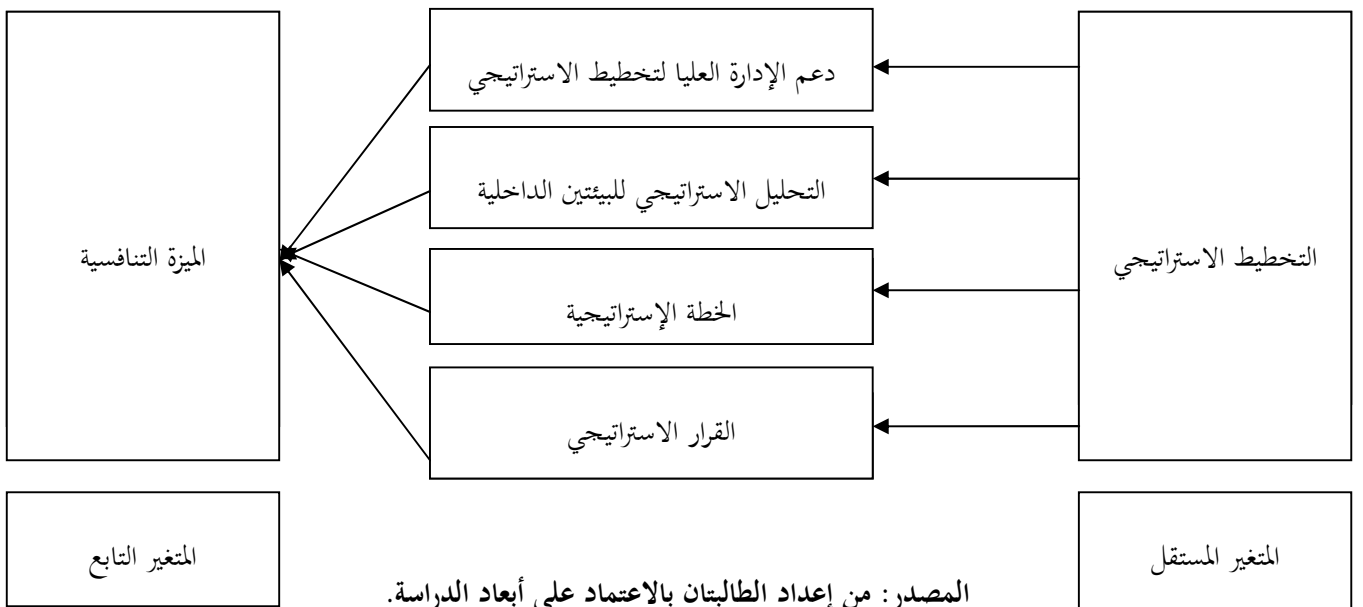 دعم الإدارة العليا لتخطيط الاستراتيجي
التحليل الاستراتيجي للبيئتين الداخلية
التخطيط الاستراتيجي
الميزة التنافسية
الخطة الإستراتيجية
القرار الاستراتيجي
المتغير المستقل
المتغير التابع
المصدر: من إعداد الطالبتان بالاعتماد على أبعاد الدراسة.